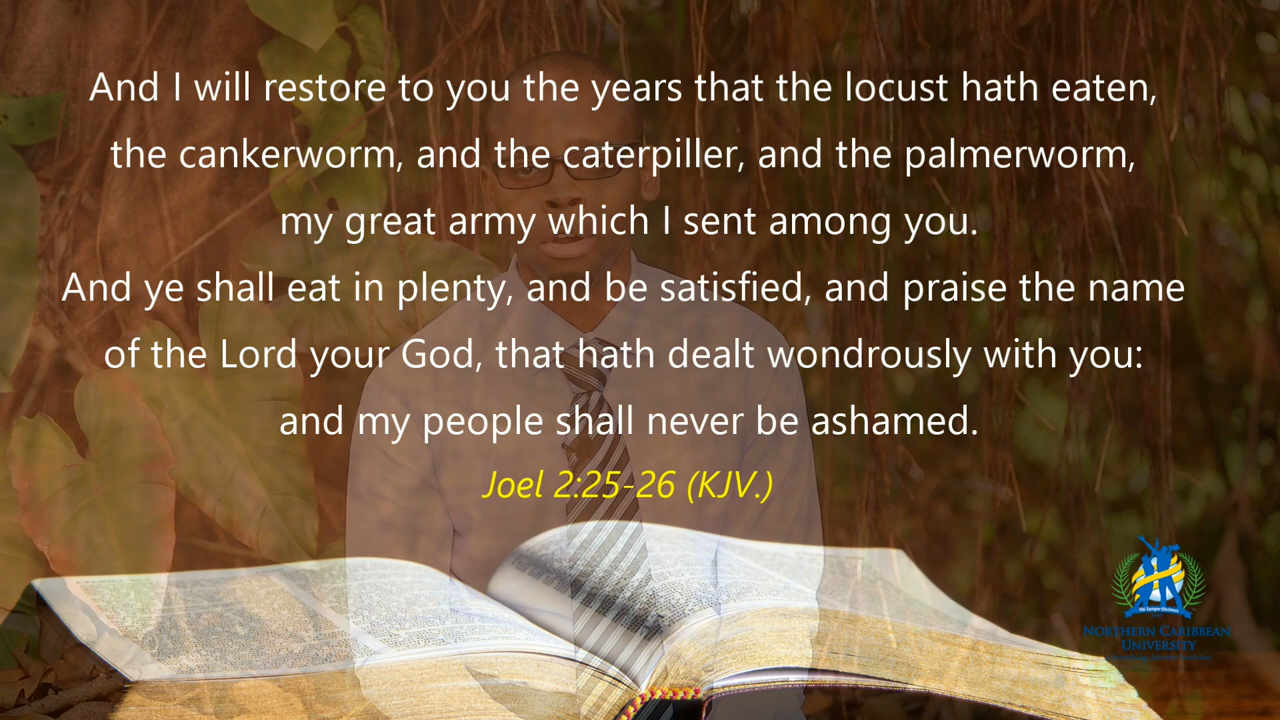 And I will restore to you the years that the locust hath eaten,
the cankerworm, and the caterpiller, and the palmerworm,
my great army which I sent among you.
And ye shall eat in plenty, and be satisfied, and praise the name
of the Lord your God, that hath dealt wondrously with you:
and my people shall never be ashamed.
Joel 2:25-26 (KJV.)
Northern Caribbean
University